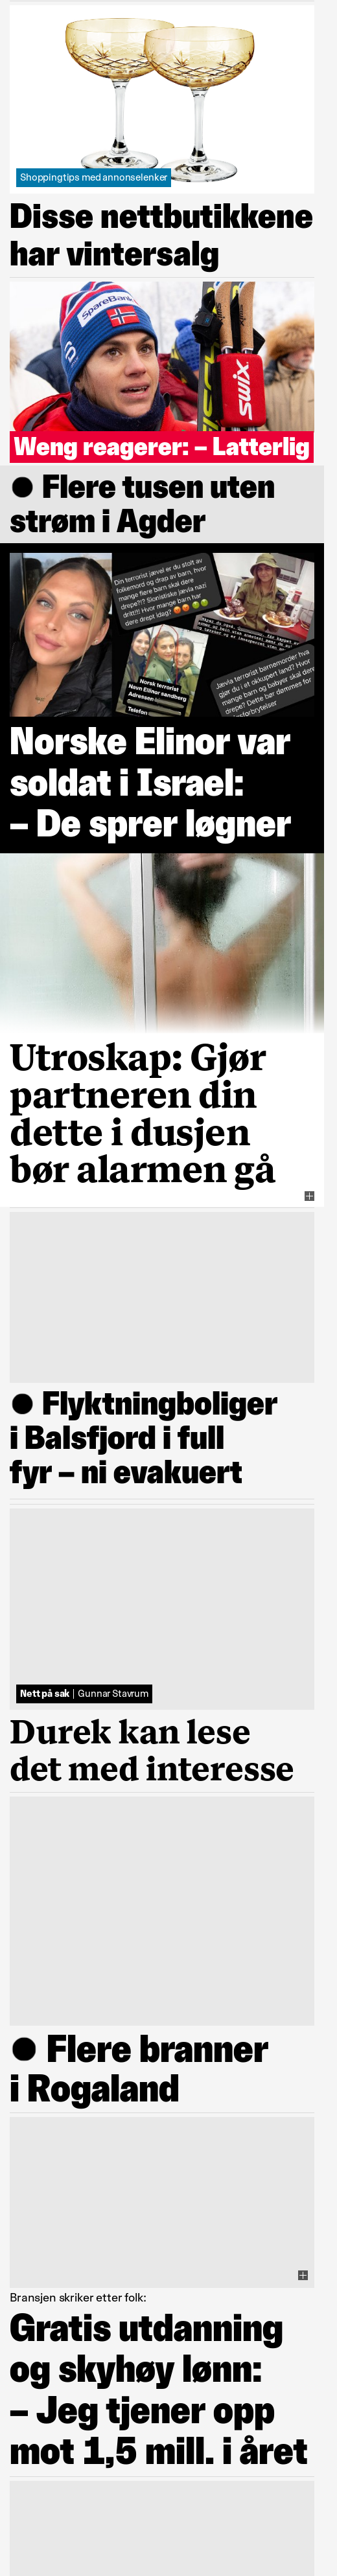 Shoppingtips med annonselenker
Disse nettbutikkene
har vintersalg
SpareBank
SWIX
Weng reagerer: – Latterlig
● Flere tusen uten
strøm i Agder
Din terrorist jævel er du stolt av
folkemord og drap av barn, hvor
mange flere barn skal dere
drepe?!? Sionistiske jævla nazi
dritt!!! Hvor mange barn har
dere drept idag?
Norsk terrorist
Navn Ellinor sandberg
Adressen :
Telefon
Jævla terrorist barnemorder hva
gjør du i et okkupert land? Hvor
mange barn og babyer skal dere
drepe? Dette bør dømmes for
Norske Elinor var
soldat i Israel:
– De sprer løgner
Utroskap: Gjør
partneren din
dette i dusjen
bør alarmen gå
● Flyktningboliger
i Balsfjord i full
fyr – ni evakuert
Nett på sak | Gunnar Stavrum
Durek kan lese
det med interesse
● Flere branner
i Rogaland
Bransjen skriker etter folk:
Gratis utdanning
og skyhøy lønn:
– Jeg tjener opp
mot 1,5 mill. i året